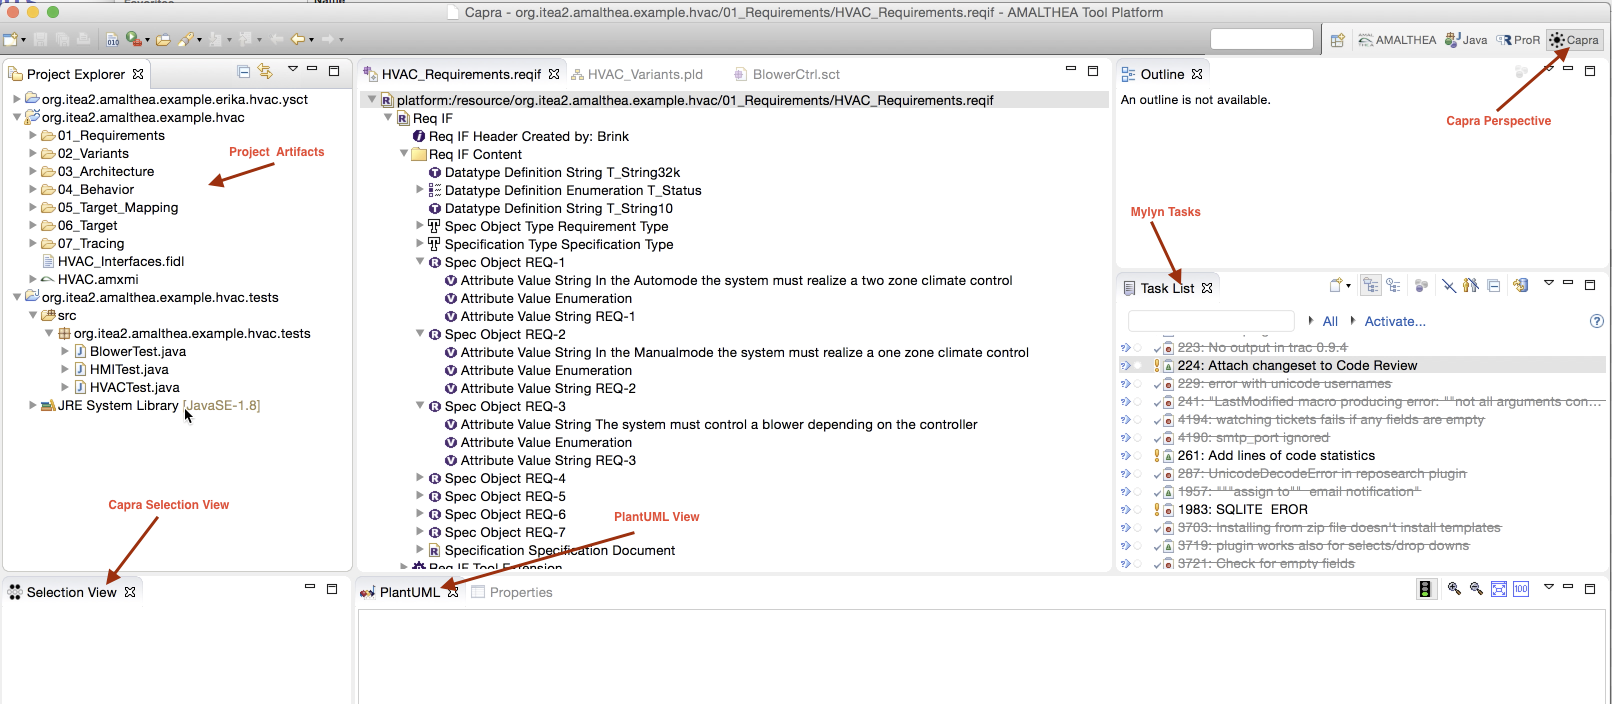 Capra - org.itea2.amalthea.example.hvac/01_Requirements/HVAC_Requirements.reqif - AMALTHEA Tool Platform
AMALTHEA Java ProR Capra
Project Explorer
org.itea2.amalthea.example.erika.hvac.ysct
org.itea2.amalthea.example.hvac
01_Requirements
02_Variants
03_Architecture
04_Behavior
05_Target_Mapping
06_Target
07_Tracing
HVAC_Interfaces.fidl
HVAC.amxmi
org.itea2.amalthea.example.hvac.tests
src
org.itea2.amalthea.example.hvac.tests
BlowerTest.java
HMITest.java
HVACTest.java
JRE System Library [JavaSE-1.8]
Project Artifacts
Capra Selection View
Selection View
HVAC_Requirements.reqif HVAC_Variants.pld BlowerCtrl.sct
platform:/resource/org.itea2.amalthea.example.hvac/01_Requirements/HVAC_Requirements.reqif
Req IF
Req IF Header Created by: Brink
Req IF Content
Datatype Definition String T_String32k
Datatype Definition Enumeration T_Status
Datatype Definition String T_String10
Spec Object Type Requirement Type
Specification Type Specification Type
Spec Object REQ-1
Attribute Value String In the Automode the system must realize a two zone climate control
Attribute Value Enumeration
Attribute Value String REQ-1
Spec Object REQ-2
Attribute Value String In the Manualmode the system must realize a one zone climate control
Attribute Value Enumeration
Attribute Value String REQ-2
Spec Object REQ-3
Attribute Value String The system must control a blower depending on the controller
Attribute Value Enumeration
Attribute Value String REQ-3
Spec Object REQ-4
Spec Object REQ-5
Spec Object REQ-6
Spec Object REQ-7
Specification Specification Document
Req IF Tool Extension
PlantUML View
PlantUML Properties
Outline
An outline is not available.
Capra Perspective
Mylyn Tasks
Task List
All Activate...
223: No output in trac 0.9.4
224: Attach changeset to Code Review
229: error with unicode usernames
241: "LastModified macro producing error: ""not all arguments con...
4194: watching tickets fails if any fields are empty
4190: smtp_port ignored
261: Add lines of code statistics
287: UnicodeDecodeError in reposearch plugin
1957: """assign to"" email notification"
1983: SQLITE EROR
3703: Installing from zip file doesn't install templates
3719: plugin works also for selects/drop downs
3721: Check for empty fields
100